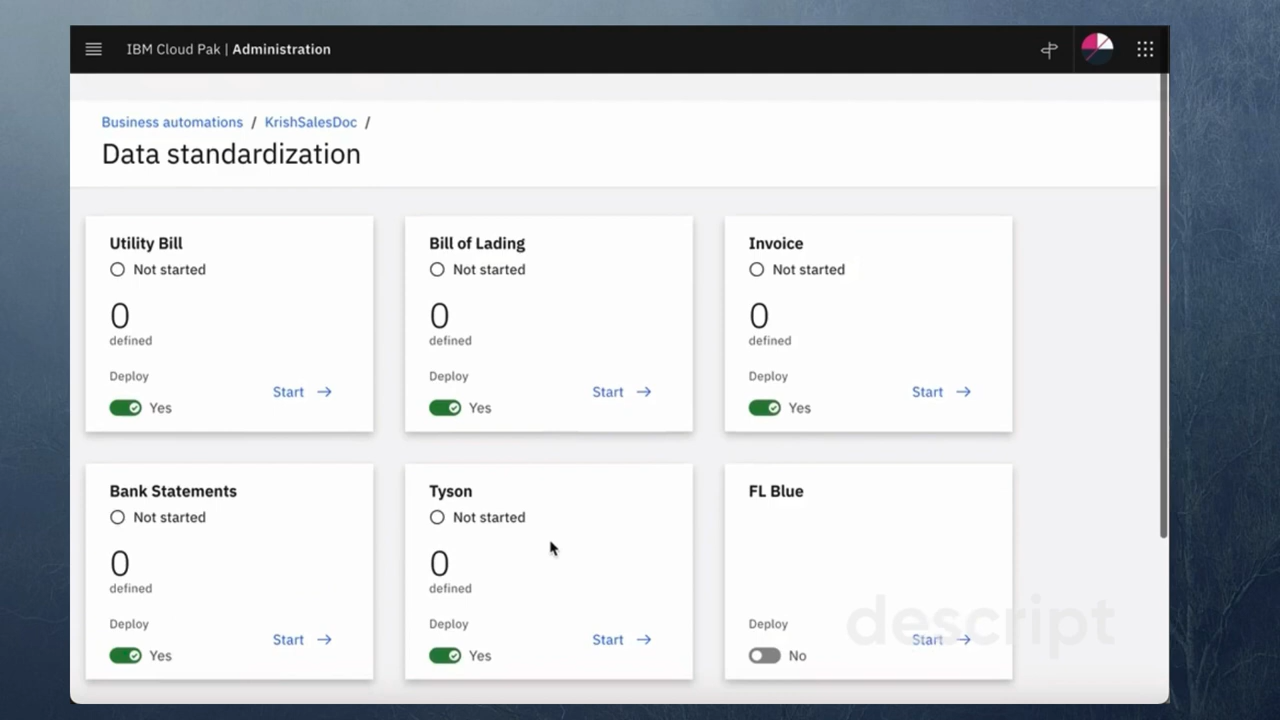 IBM Cloud Pak | Administration
Business automations / KrishSalesDoc /
Data standardization
Utility Bill
Not started
0
defined
Deploy
Yes
Start
Bill of Lading
Not started
0
defined
Deploy
Yes
Start
Invoice
Not started
0
defined
Deploy
Yes
Start
Bank Statements
Not started
0
defined
Deploy
Yes
Start
Tyson
Not started
0
defined
Deploy
Yes
Start
FL Blue
Deploy
No
Start
descript